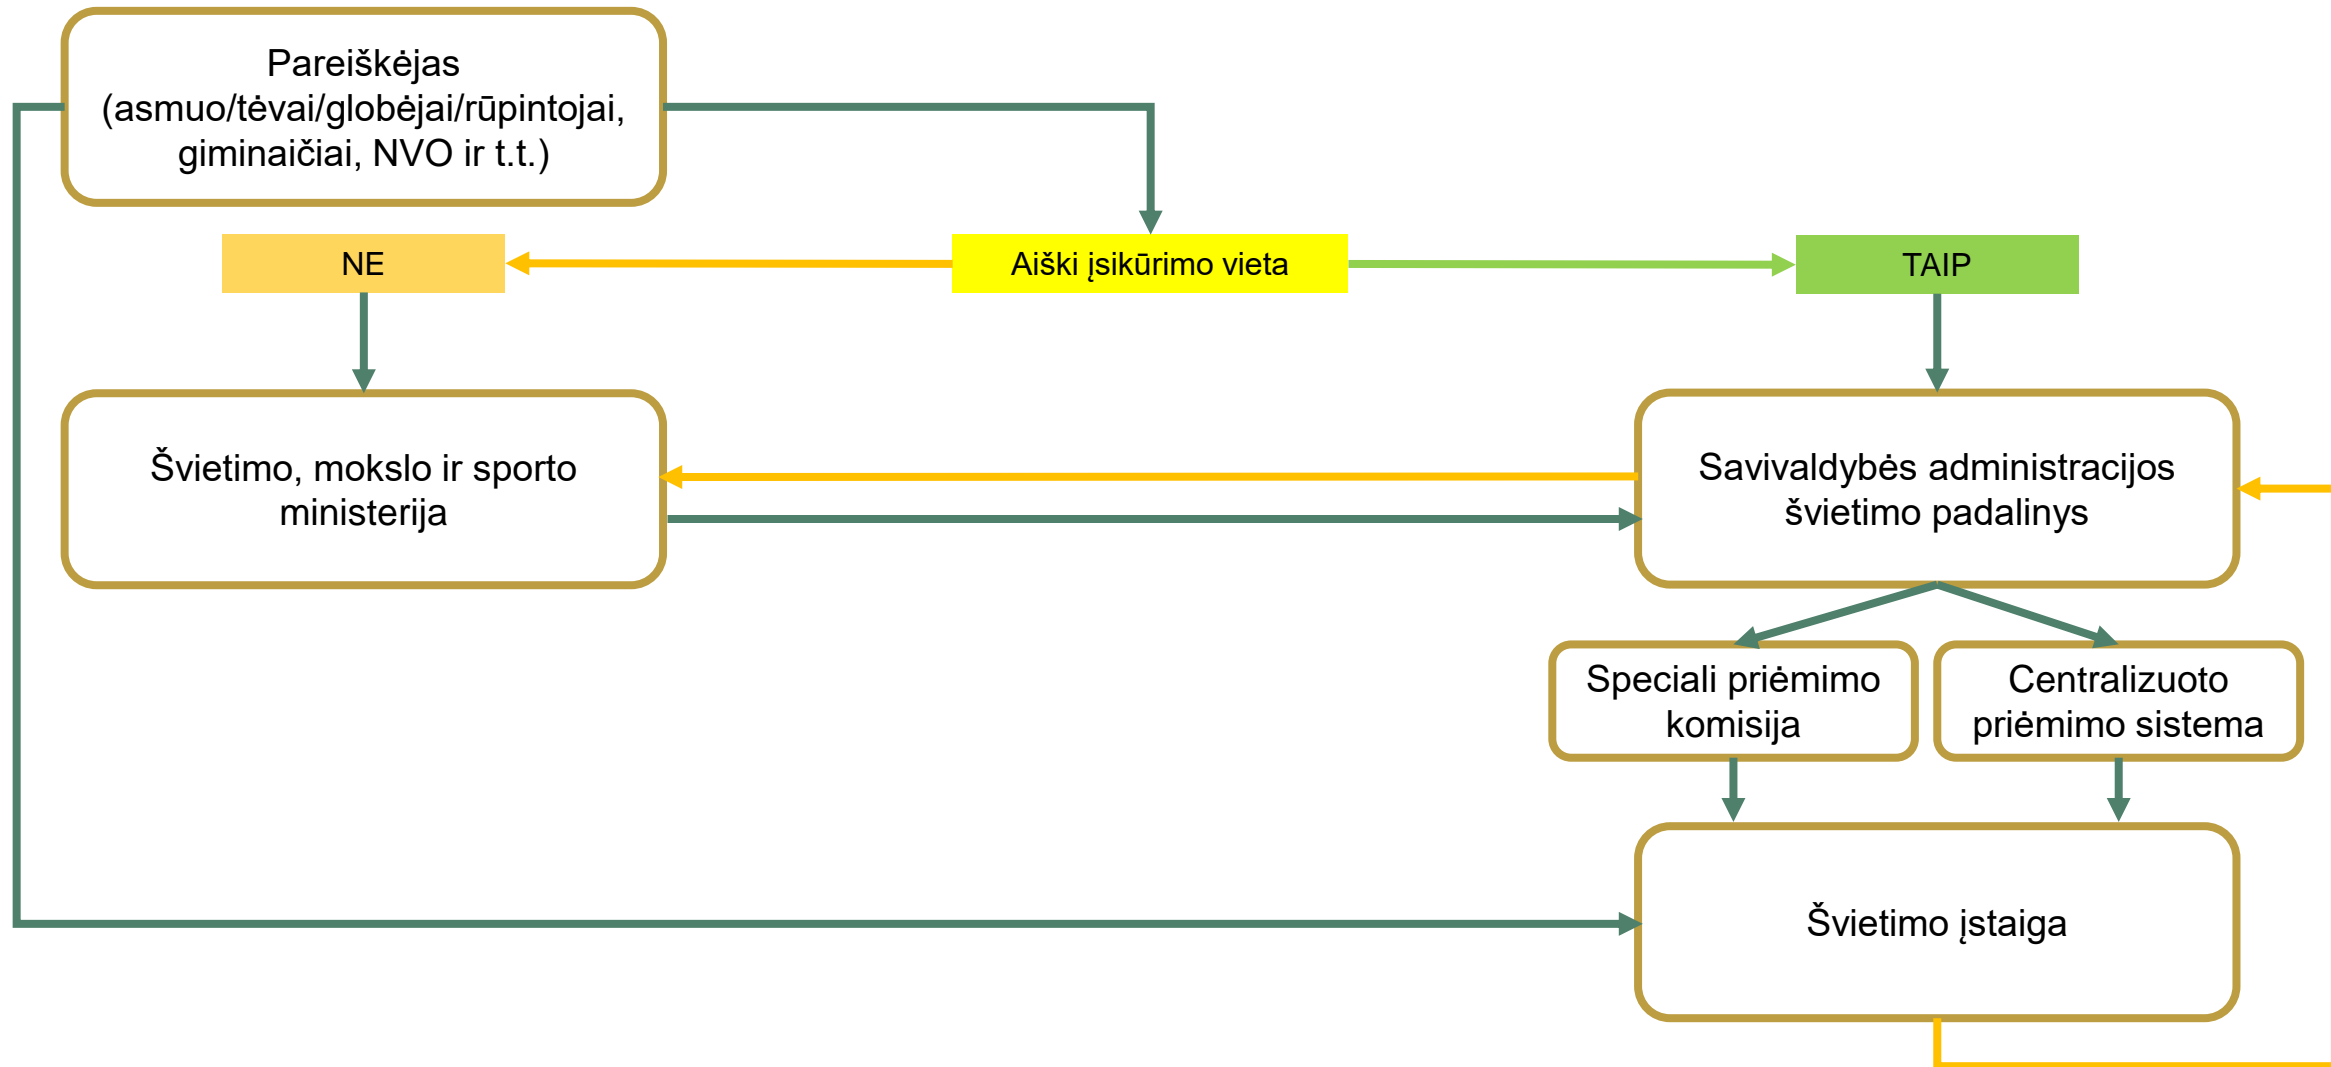 Pareiškėjas
(asmuo/tėvai/globėjai/rūpintojai,
giminaičiai, NVO ir t.t.)
NE
Aiški įsikūrimo vieta
TAIP
Švietimo, mokslo ir sporto
ministerija
Savivaldybės administracijos
švietimo padalinys
Speciali priėmimo
komisija
Centralizuoto
priėmimo sistema
Švietimo įstaiga